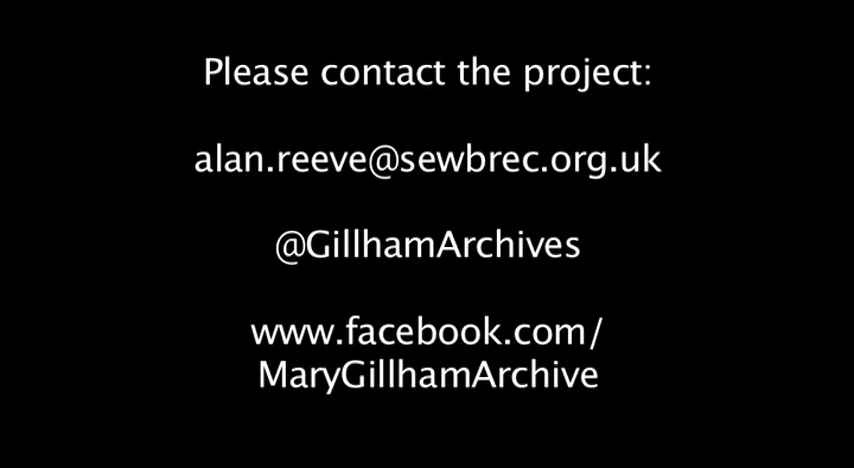 Please contact the project:
alan.reeve@sewbrec.org.uk
@GillhamArchives
www.facebook.com/
MaryGillhamArchive